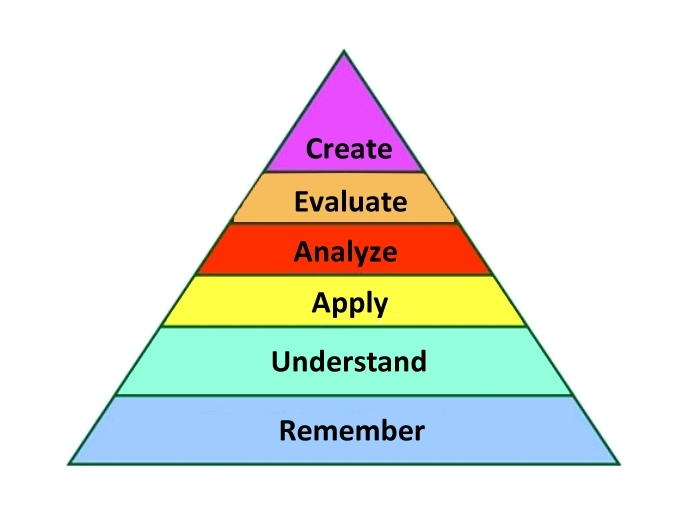 Create
Evaluate
Analyze
Apply
Understand
Remember